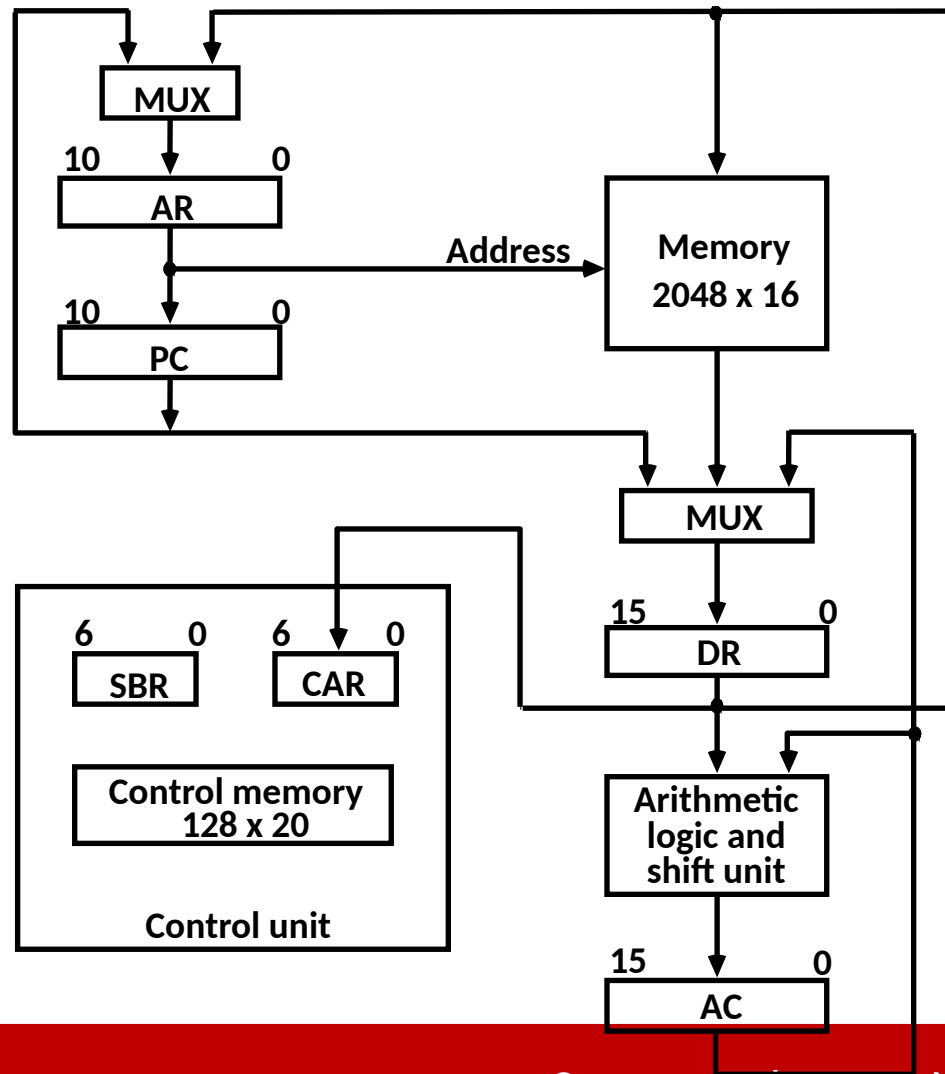 MUX
10 0
AR
Address
Memory
2048 x 16
10 0
PC
MUX
15 0
DR
6 0 6 0
SBR CAR
Control memory
128 x 20
Arithmetic
logic and
shift unit
Control unit
15 0
AC